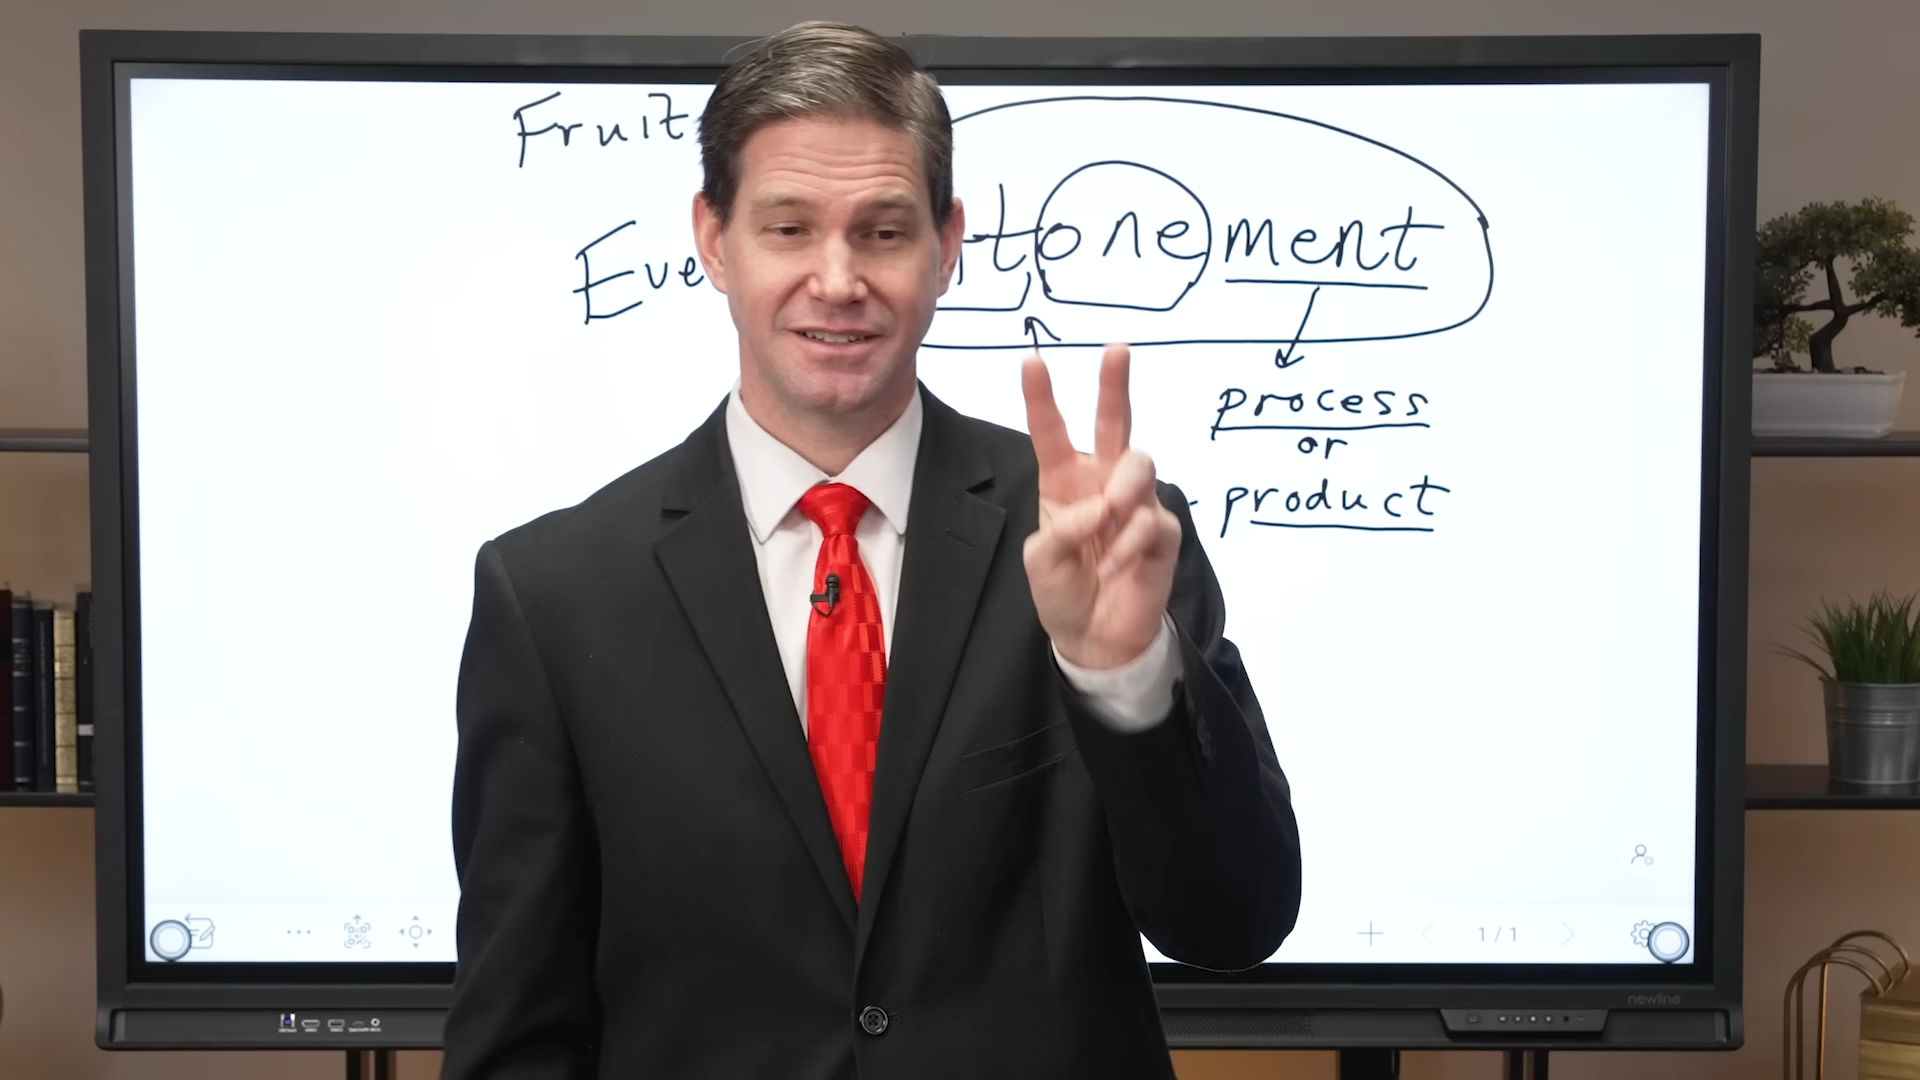 Fruit
Eve
tonement
process
or
product
1/1
newline